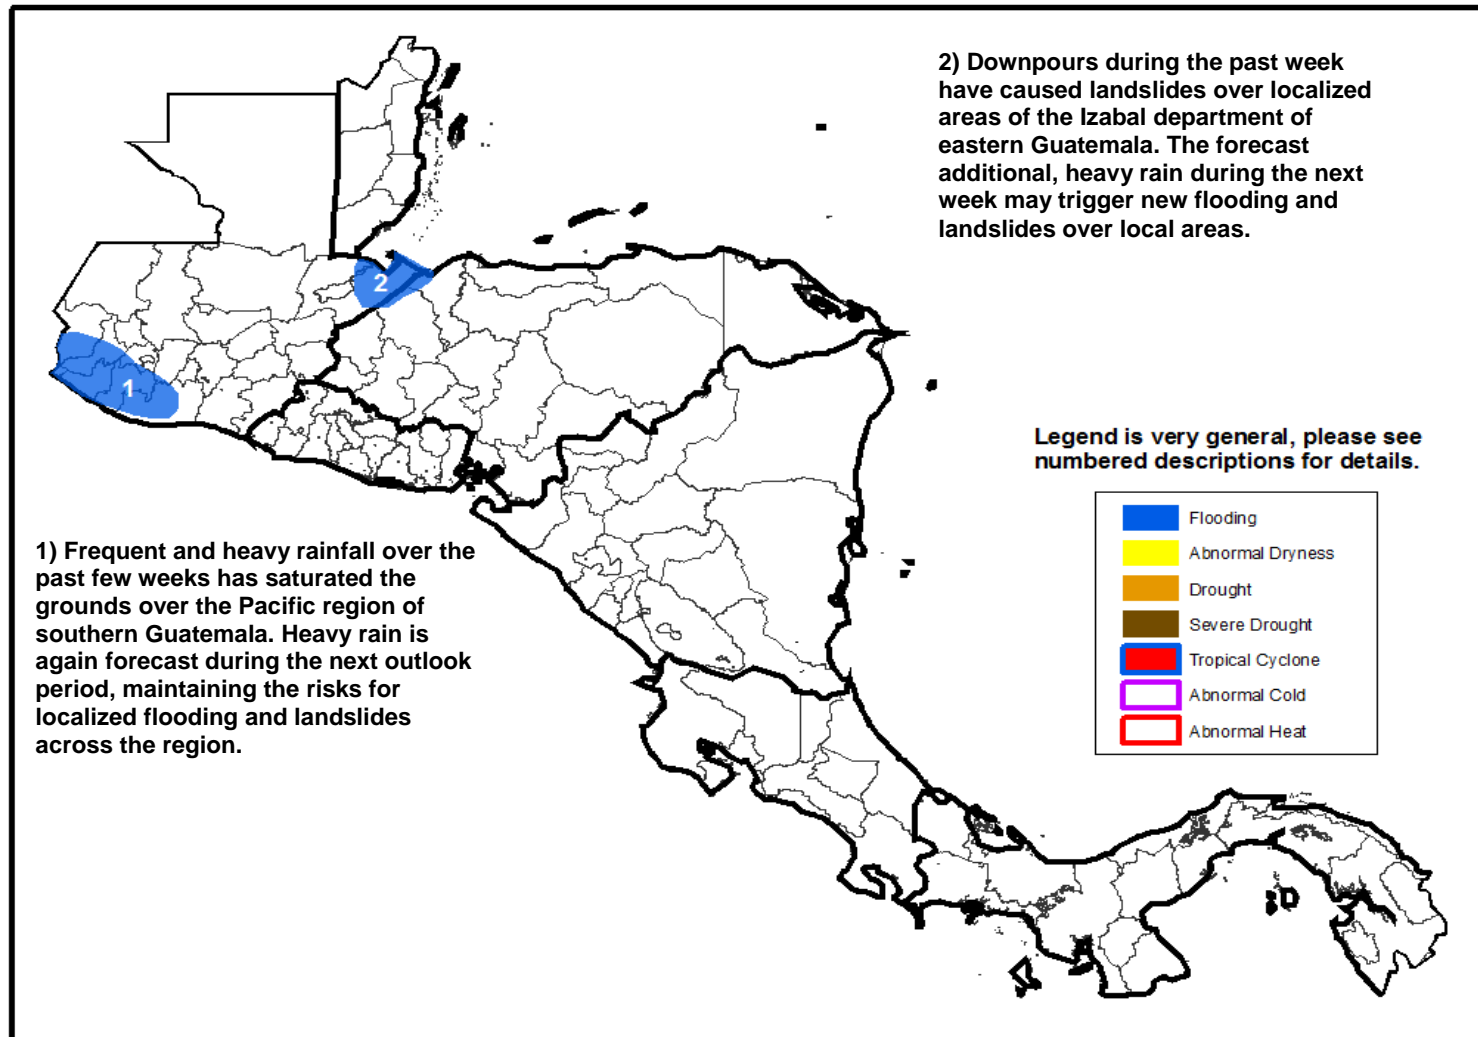 2) Downpours during the past week
have caused landslides over localized
areas of the Izabal department of
eastern Guatemala. The forecast
additional, heavy rain during the next
week may trigger new flooding and
landslides over local areas.
2
1
Legend is very general, please see
numbered descriptions for details.
Flooding
Abnormal Dryness
Drought
Severe Drought
Tropical Cyclone
Abnormal Cold
Abnormal Heat
1) Frequent and heavy rainfall over the
past few weeks has saturated the
grounds over the Pacific region of
southern Guatemala. Heavy rain is
again forecast during the next outlook
period, maintaining the risks for
localized flooding and landslides
across the region.